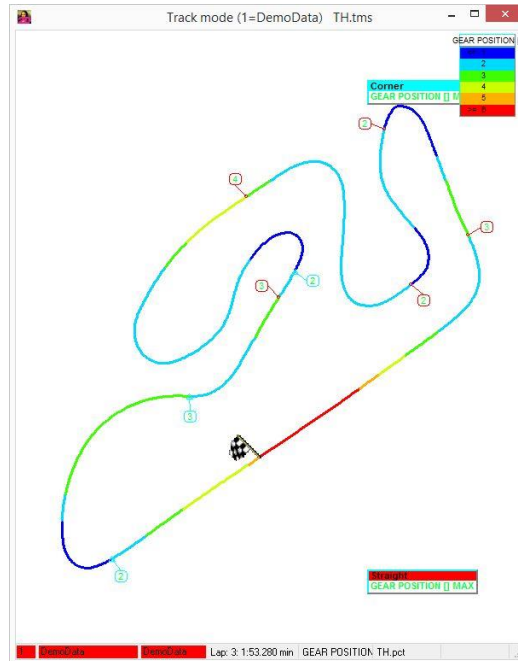 Track mode (1=DemoData) TH.tms
GEAR POSITION
2
3
4
5
Corner
GEAR POSITION [] MAX
2
4
3
2
3
2
3
2
Straight
GEAR POSITION [] MAX
1 DemoData DemoData Lap: 3: 1:53.280 min GEAR POSITION TH.pct